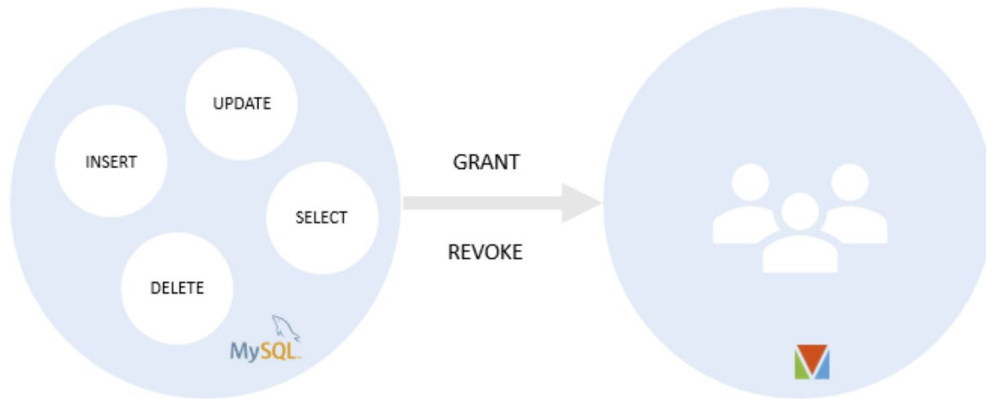 UPDATE
INSERT
SELECT
DELETE
MySQL
GRANT
REVOKE